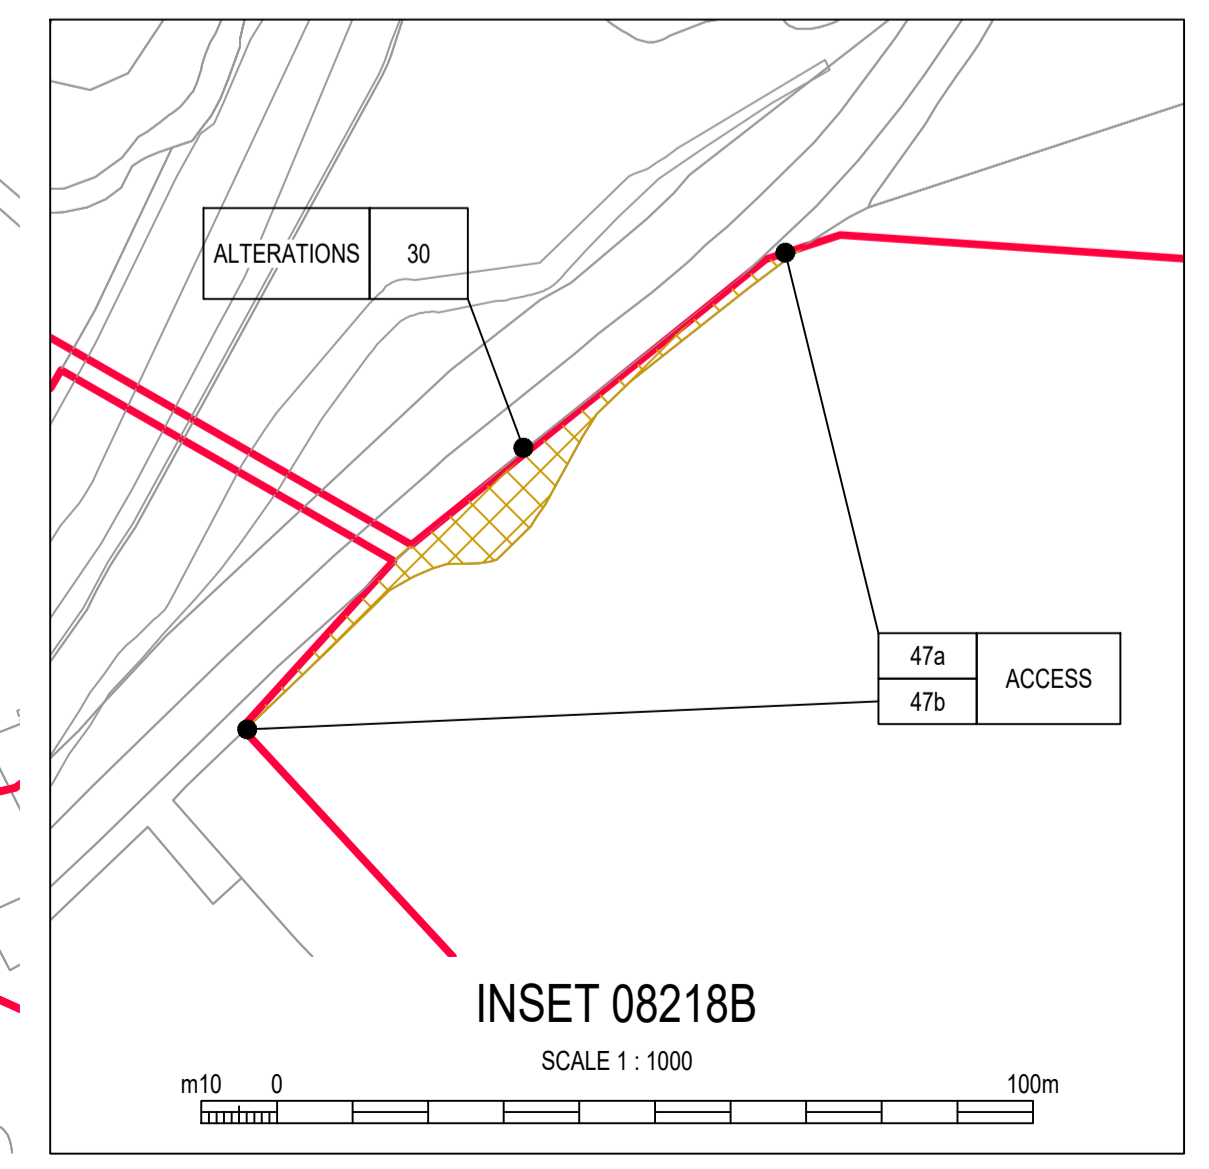 ALTERATIONS 30
47a
ACCESS
47b
INSET 08218B
SCALE 1 : 1000
m10 0 100m